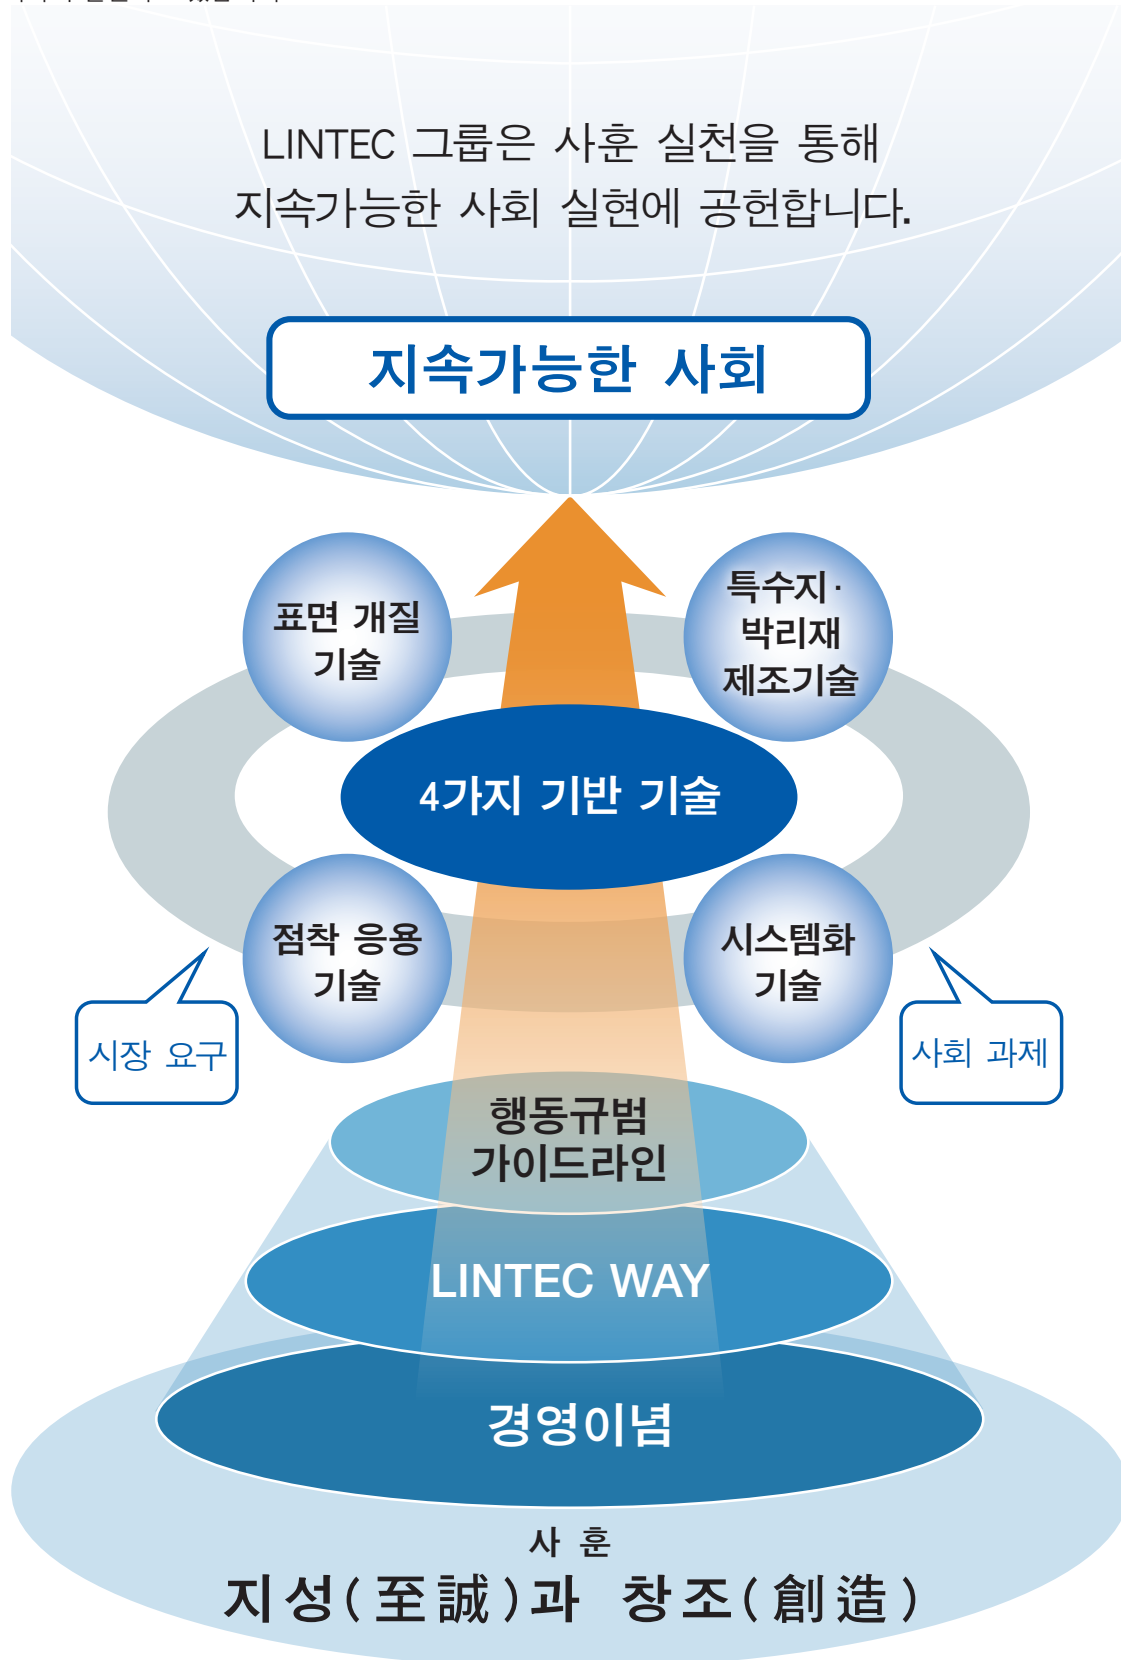 LINTEC 그룹은 사훈 실천을 통해
지속가능한 사회 실현에 공헌합니다.
지속가능한 사회
표면 개질
기술
특수지·
박리재
제조기술
4가지 기반 기술
점착 응용
기술
시스템화
기술
시장 요구
사회 과제
행동규범
가이드라인
LINTEC WAY
경영이념
사 훈
지성(至誠)과 창조(創造)